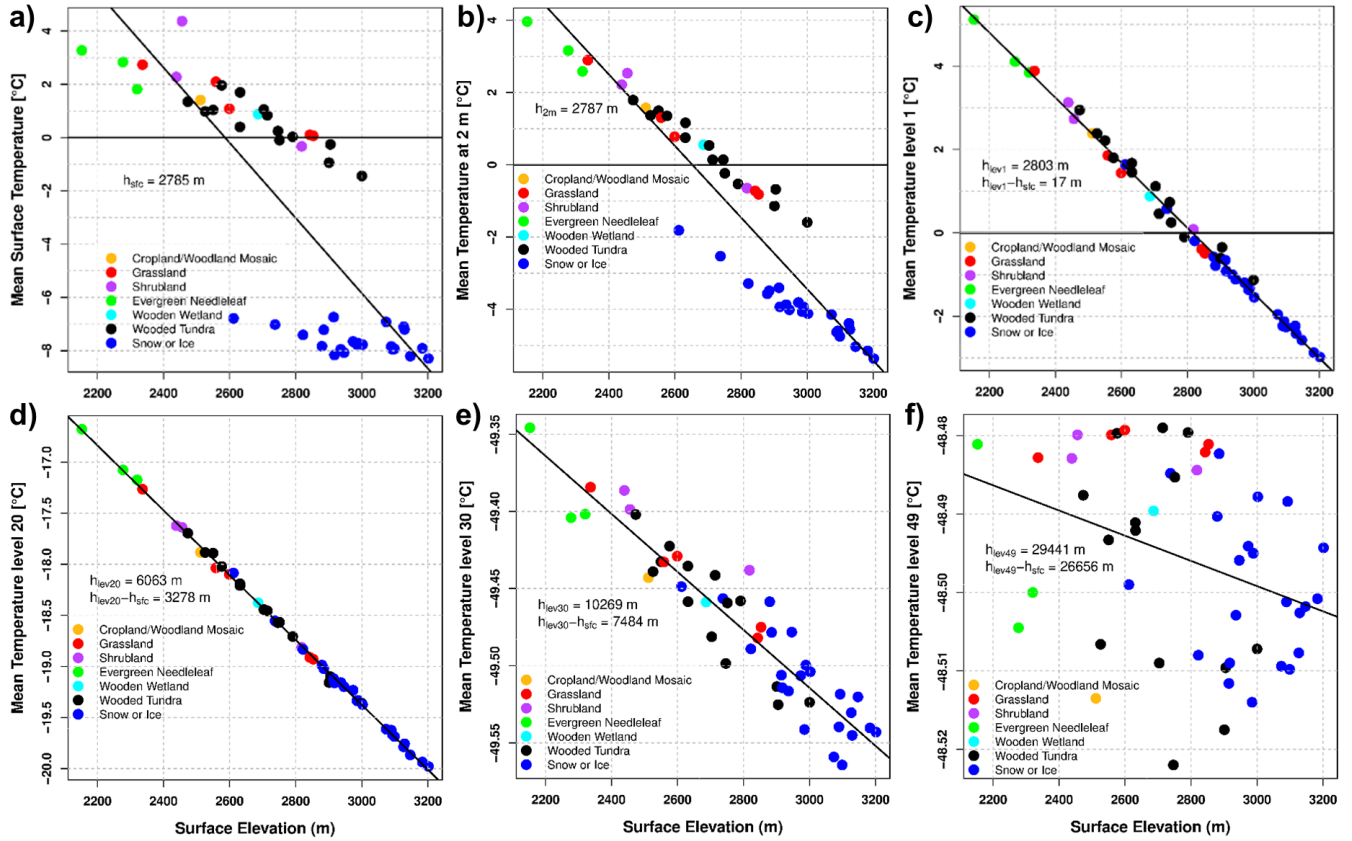 a)
Mean Surface Temperature [°C]
4
2
0
−2
−4
−6
−8
hsfc = 2785 m
Cropland/Woodland Mosaic
Grassland
Shrubland
Evergreen Needleleaf
Wooden Wetland
Wooded Tundra
Snow or Ice
2200 2400 2600 2800 3000 3200
b)
Mean Temperature at 2 m [°C]
4
2
0
−2
−4
h2m = 2787 m
Cropland/Woodland Mosaic
Grassland
Shrubland
Evergreen Needleleaf
Wooden Wetland
Wooded Tundra
Snow or Ice
2200 2400 2600 2800 3000 3200
c)
Mean Temperature level 1 [°C]
4
2
0
−2
hlev1 = 2803 m
hlev1−hsfc = 17 m
Cropland/Woodland Mosaic
Grassland
Shrubland
Evergreen Needleleaf
Wooden Wetland
Wooded Tundra
Snow or Ice
2200 2400 2600 2800 3000 3200
d)
Mean Temperature level 20 [°C]
−17.0
−17.5
−18.0
−18.5
−19.0
−19.5
−20.0
hlev20 = 6063 m
hlev20−hsfc = 3278 m
Cropland/Woodland Mosaic
Grassland
Shrubland
Evergreen Needleleaf
Wooden Wetland
Wooded Tundra
Snow or Ice
2200 2400 2600 2800 3000 3200
Surface Elevation (m)
e)
Mean Temperature level 30 [°C]
−49.35
−49.40
−49.45
−49.50
−49.55
hlev30 = 10269 m
hlev30−hsfc = 7484 m
Cropland/Woodland Mosaic
Grassland
Shrubland
Evergreen Needleleaf
Wooden Wetland
Wooded Tundra
Snow or Ice
2200 2400 2600 2800 3000 3200
Surface Elevation (m)
f)
Mean Temperature level 49 [°C]
−48.48
−48.49
−48.50
−48.51
−48.52
hlev49 = 29441 m
hlev49−hsfc = 26656 m
Cropland/Woodland Mosaic
Grassland
Shrubland
Evergreen Needleleaf
Wooden Wetland
Wooded Tundra
Snow or Ice
2200 2400 2600 2800 3000 3200
Surface Elevation (m)